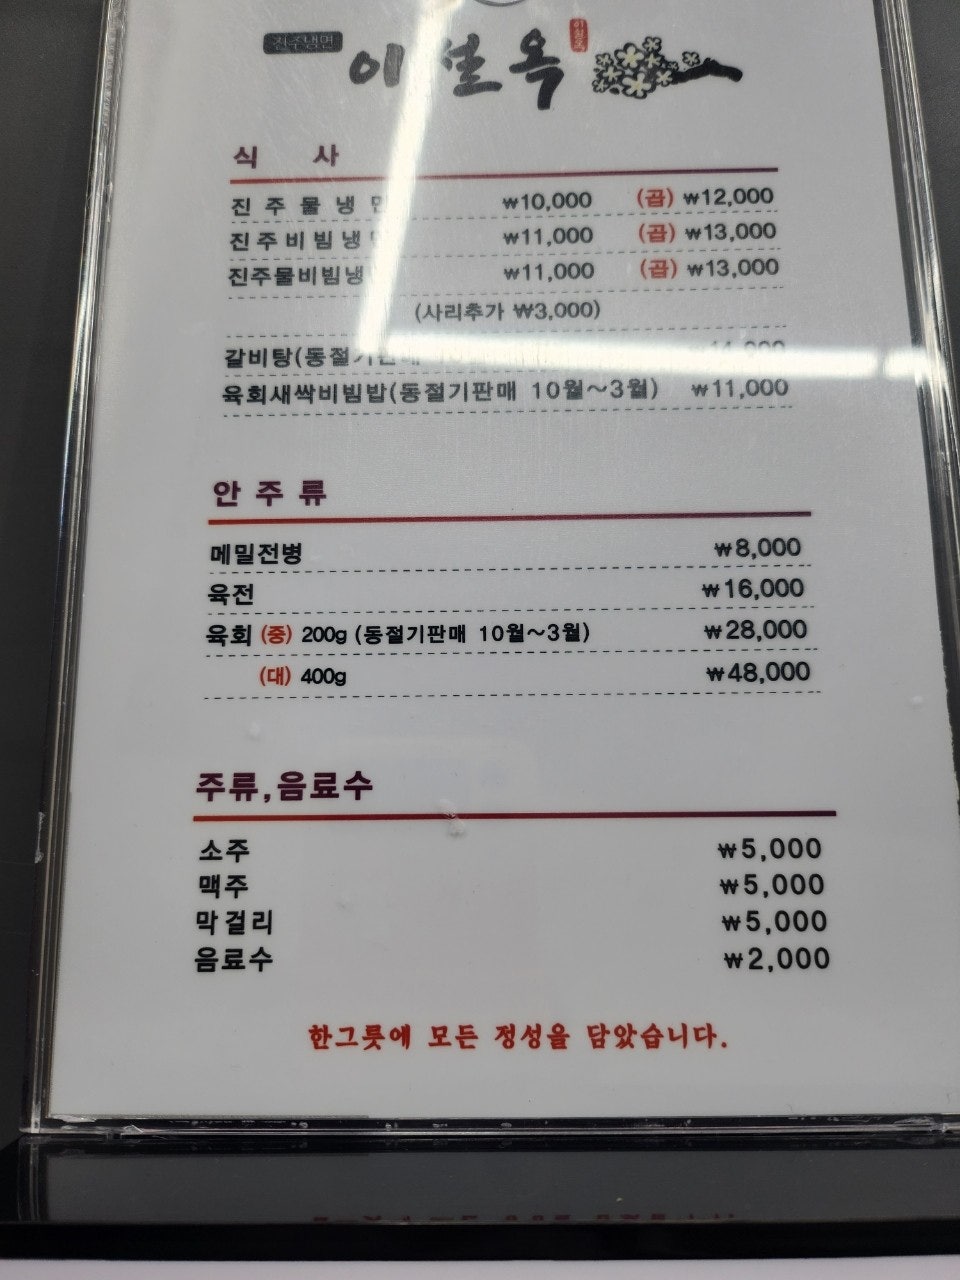 진주냉면
이설옥
이설옥
식 사
진 주 물 냉 면 ₩10,000 (곱) ₩12,000
진주비빔냉면 ₩11,000 (곱) ₩13,000
진주물비빔냉 ₩11,000 (곱) ₩13,000
(사리추가 ₩3,000)
갈비탕(동절기판매
육회새싹비빔밥(동절기판매 10월~3월) ₩11,000
안 주 류
메밀전병 ₩8,000
육전 ₩16,000
육회 (중) 200g (동절기판매 10월~3월) ₩28,000
(대) 400g ₩48,000
주류,음료수
소주 ₩5,000
맥주 ₩5,000
막걸리 ₩5,000
음료수 ₩2,000
한그릇에 모든 정성을 담았습니다.